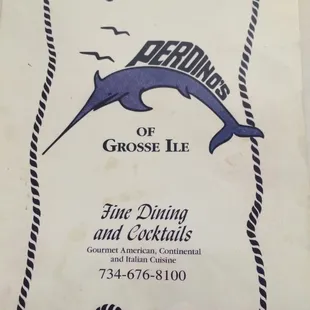 PERDINO'S
OF
GROSSE ILE
Fine Dining
and Cocktails
Gourmet American, Continental
and Italian Cuisine
734-676-8100